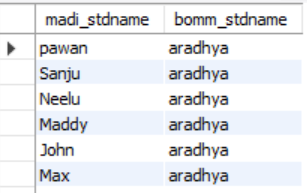 madi_stdname bomm_stdname
pawan aradhya
Sanju aradhya
Neelu aradhya
Maddy aradhya
John aradhya
Max aradhya